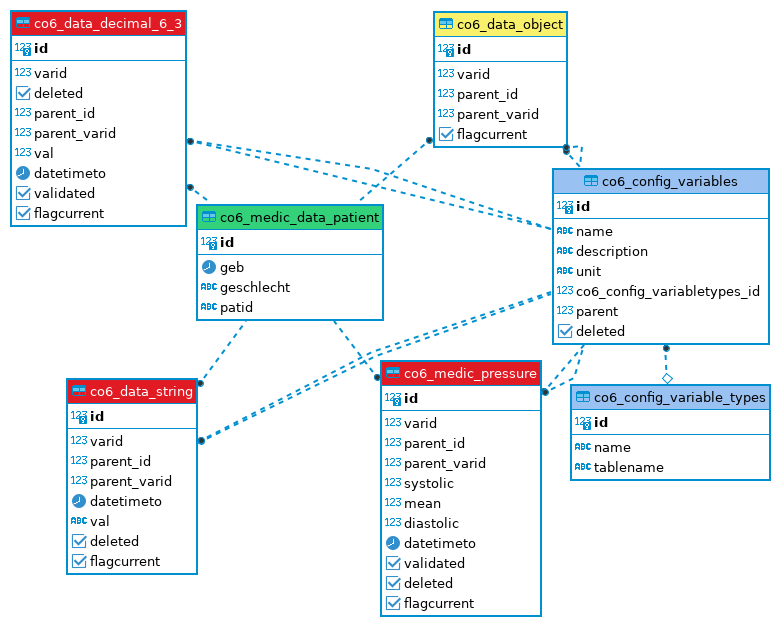 co6_data_decimal_6_3
123 id
123 varid
deleted
123 parent_id
123 parent_varid
123 val
datetimeto
validated
flagcurrent
co6_data_object
123 id
123 varid
123 parent_id
123 parent_varid
flagcurrent
co6_config_variables
123 id
ABC name
ABC description
ABC unit
123 co6_config_variabletypes_id
123 parent
deleted
co6_medic_data_patient
123 id
geb
ABC geschlecht
ABC patid
co6_data_string
123 id
123 varid
123 parent_id
123 parent_varid
datetimeto
ABC val
deleted
flagcurrent
co6_medic_pressure
123 id
123 varid
123 parent_id
123 parent_varid
123 systolic
123 mean
123 diastolic
datetimeto
validated
deleted
flagcurrent
co6_config_variable_types
123 id
ABC name
ABC tablename